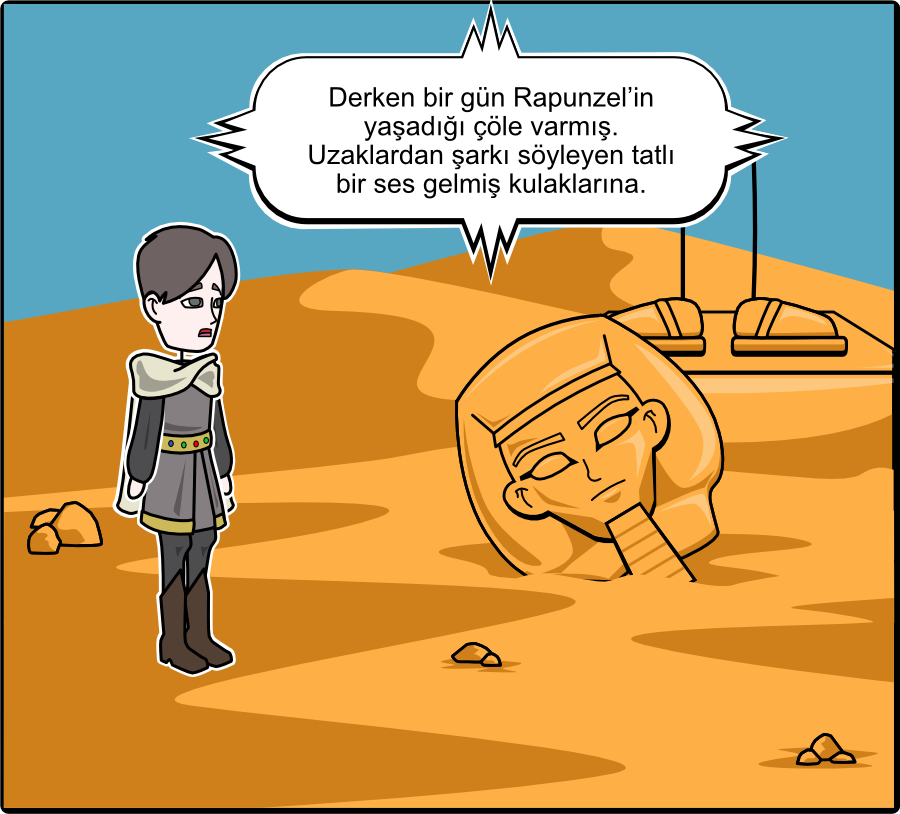 Derken bir gün Rapunzel’in
yaşadığı çöle varmış.
Uzaklardan şarkı söyleyen tatlı
bir ses gelmiş kulaklarına.